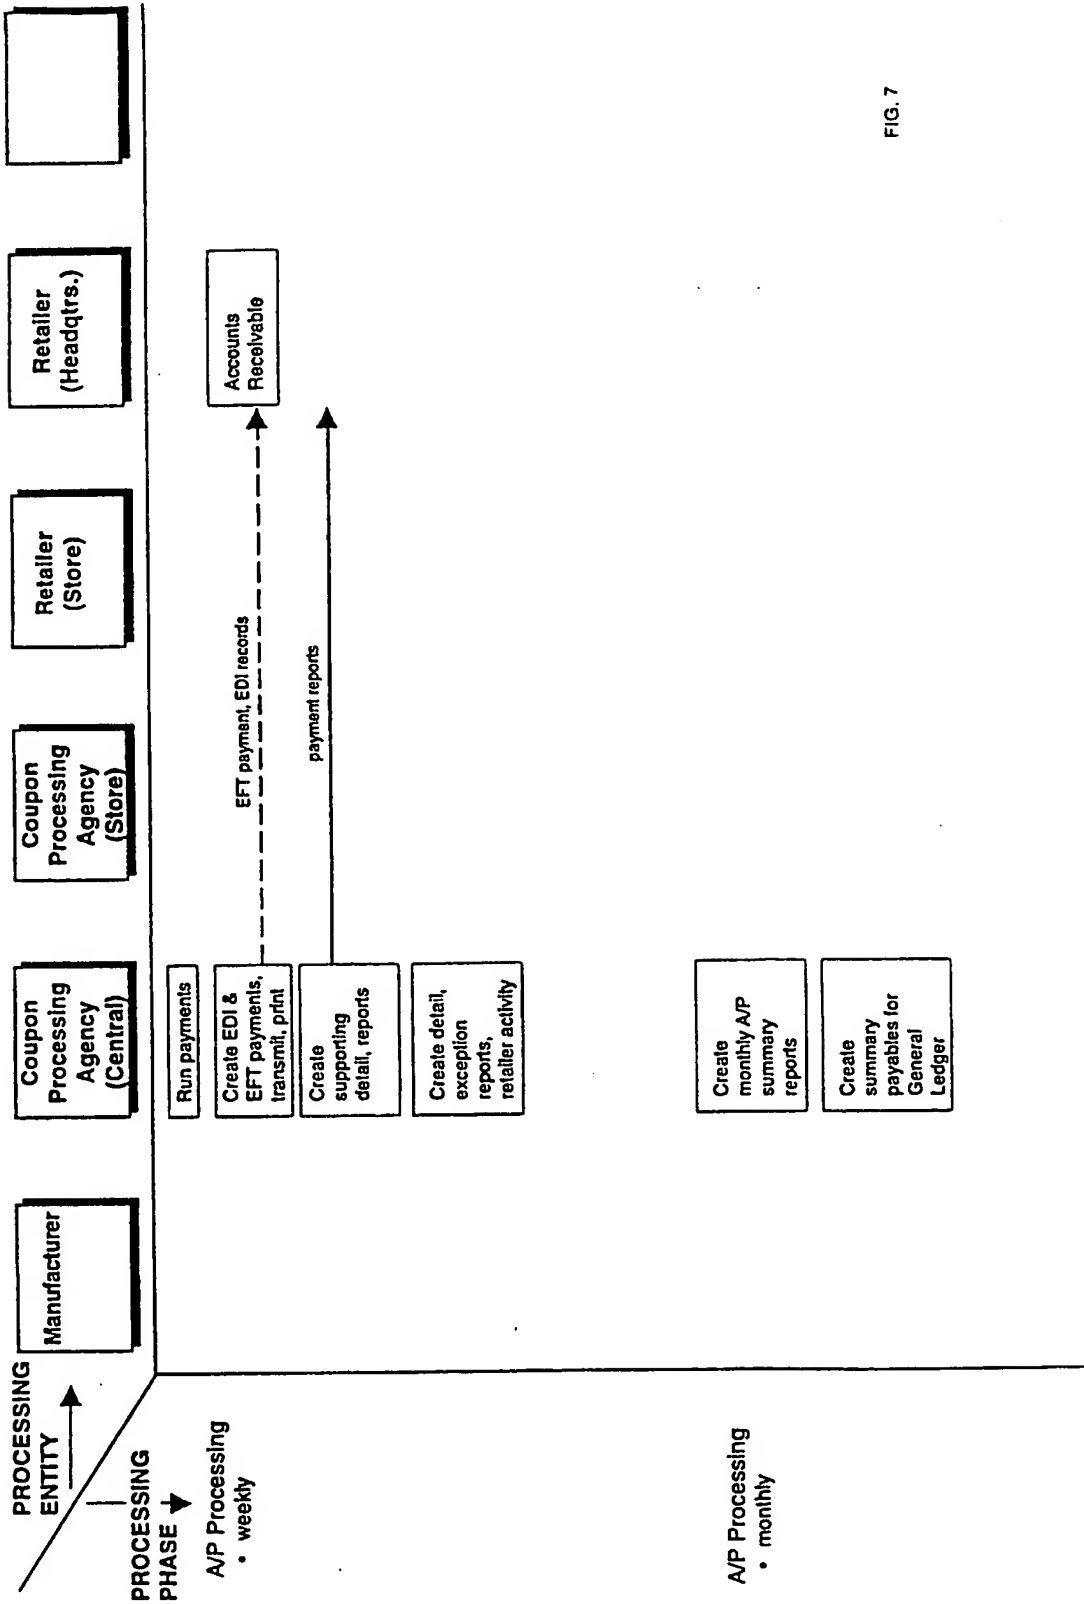 PROCESSING
ENTITY
PROCESSING
PHASE
Manufacturer
Coupon
Processing
Agency
(Central)
Coupon
Processing
Agency
(Store)
Retailer
(Store)
Retailer
(Headqtrs.)
A/P Processing
• weekly
Run payments
Create EDI &
EFT payments,
transmit, print
EFT payment, EDI records
Accounts
Receivable
Create
supporting
detail, reports
payment reports
Create detail,
exception
reports,
retailer activity
A/P Processing
• monthly
Create
monthly A/P
summary
reports
Create
summary
payables for
General
Ledger
FIG. 7